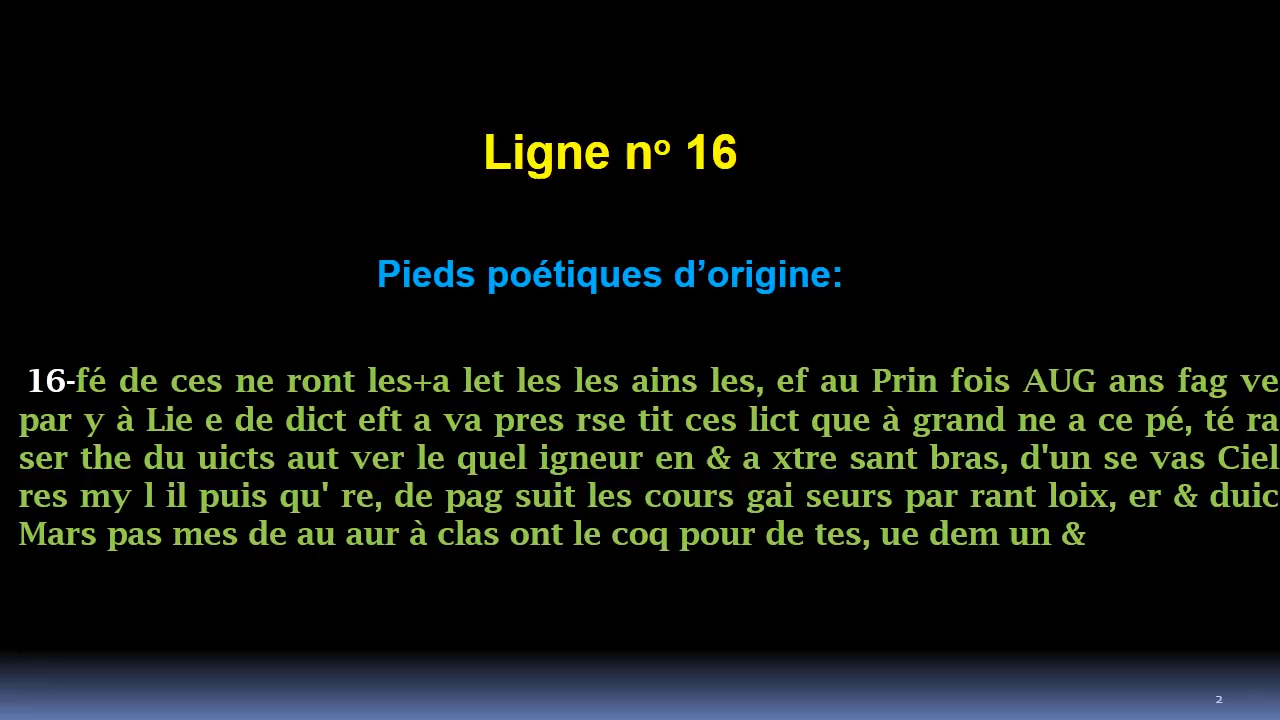 Ligne nº 16
Pieds poétiques d’origine:
16-fé de ces ne ront les+a let les les ains les, ef au Prin fois AUG ans fag ve
par y à Lie e de dict eft a va pres rse tit ces lict que à grand ne a ce pé, té ra
ser the du uicts aut ver le quel igneur en & a xtre sant bras, d'un se vas Ciel
res my l il puis qu' re, de pag suit les cours gai seurs par rant loix, er & duic
Mars pas mes de au aur à clas ont le coq pour de tes, ue dem un &
2